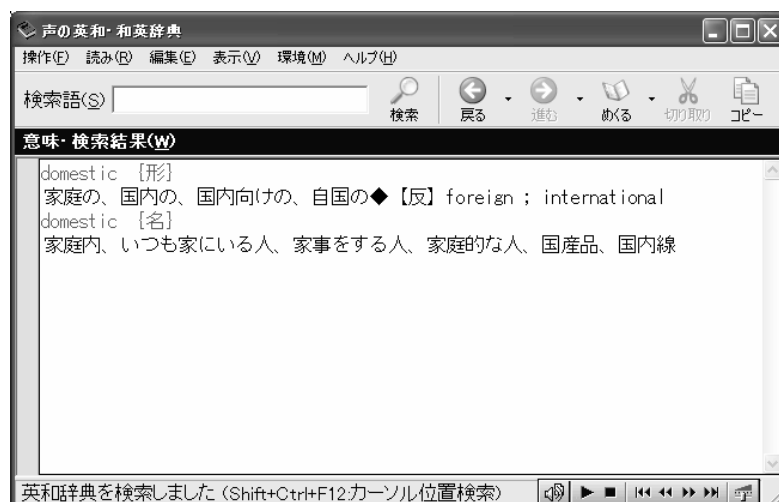 声の英和・和英辞典
操作(F) 読み(R) 編集(E) 表示(V) 環境(M) ヘルプ(H)
検索語(S) 検索 戻る 進む めくる 切り取り コピー
意味・検索結果(W)
domestic [形]
家庭の、国内の、国内向けの、自国の◆【反】foreign ; international
domestic [名]
家庭内、いつも家にいる人、家事をする人、家庭的な人、国産品、国内線
英和辞典を検索しました (Shift+Ctrl+F12:カーソル位置検索)